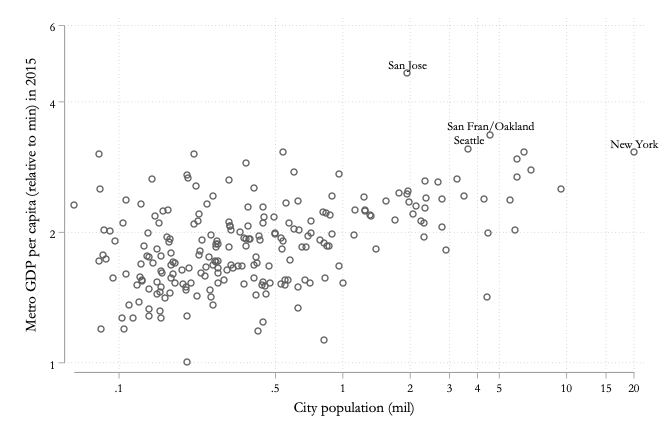 Metro GDP per capita (relative to min) in 2015
6
4
2
1
San Jose
San Fran/Oakland
Seattle
New York
.1 .5 1 2 3 4 5 10 15 20
City population (mil)